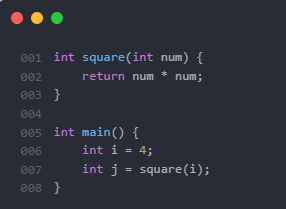 001 int square(int num) {
002     return num * num;
003 }
004
005 int main() {
006     int i = 4;
007     int j = square(i);
008 }